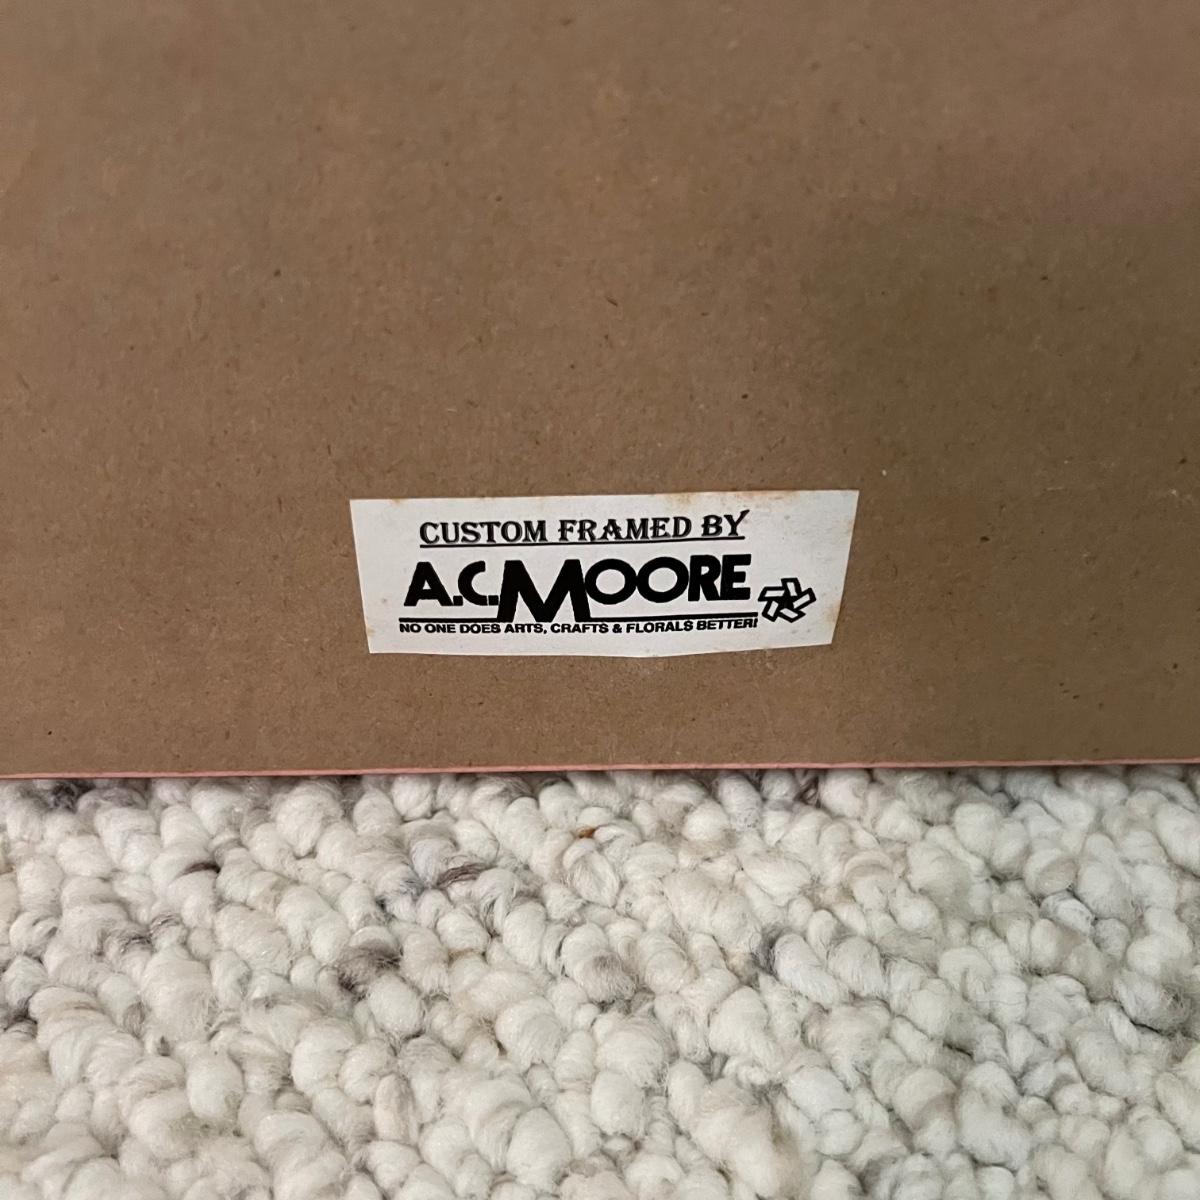 CUSTOM FRAMED BY
A.C.MOORE
NO ONE DOES ARTS, CRAFTS & FLORALS BETTER!